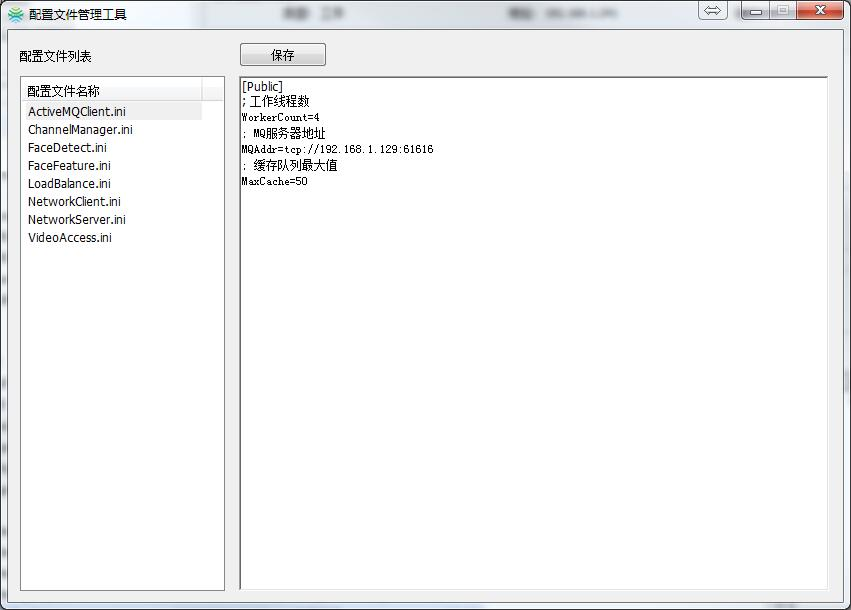 配置文件管理工具
配置文件列表
保存
配置文件名称
ActiveMQClient.ini
ChannelManager.ini
FaceDetect.ini
FaceFeature.ini
LoadBalance.ini
NetworkClient.ini
NetworkServer.ini
VideoAccess.ini
[Public]
; 工作线程数
WorkerCount=4
; MQ服务器地址
MQAddr=tcp://192.168.1.129:61616
; 缓存队列最大值
MaxCache=50